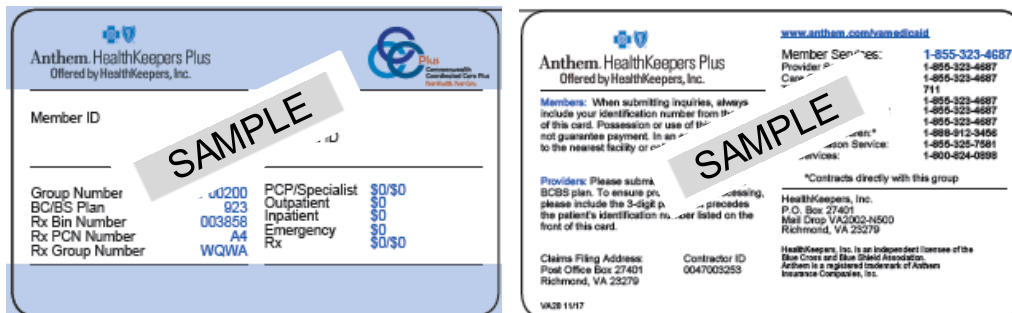 Anthem. HealthKeepers Plus
Offered by HealthKeepers, Inc.
Plus
Commonwealth
Coordinated Care Plus
Member ID
SAMPLE
ID
Group Number 00200
BC/BS Plan 923
Rx Bin Number 003858
Rx PCN Number A4
Rx Group Number WQWA
PCP/Specialist $0/$0
Outpatient $0
Inpatient $0
Emergency $0
Rx $0/$0
Anthem. HealthKeepers Plus
Offered by HealthKeepers, Inc.
Members: When submitting inquiries, always
include your identification number from
of this card. Possession or use of
not guarantee payment. In an
to the nearest facility or
Providers: Please
BCBS plan. To ensure
please include the 3-digit precedes
the patient's identification number listed on the
front of this card.
Claims Filing Address:
Post Office Box 27401
Richmond, VA 23279
Contractor ID
0047003253
VA20 11/17
SAMPLE
www.anthem.com/vamedicaid
Member Services: 1-855-323-4687
Provider 1-855-323-4687
1-855-323-4687
711
1-855-323-4687
1-855-323-4687
1-855-323-4687
1-888-912-3456
Service: 1-855-325-7581
1-800-824-0898
*Contracts directly with this group
HealthKeepers, Inc.
P.O. Box 27401
Mail Drop VA2002-N500
Richmond, VA 23279
HealthKeepers, Inc. is an independent licensee of the
Blue Cross and Blue Shield Association.
Anthem is a registered trademark of Anthem
Insurance Companies, Inc.